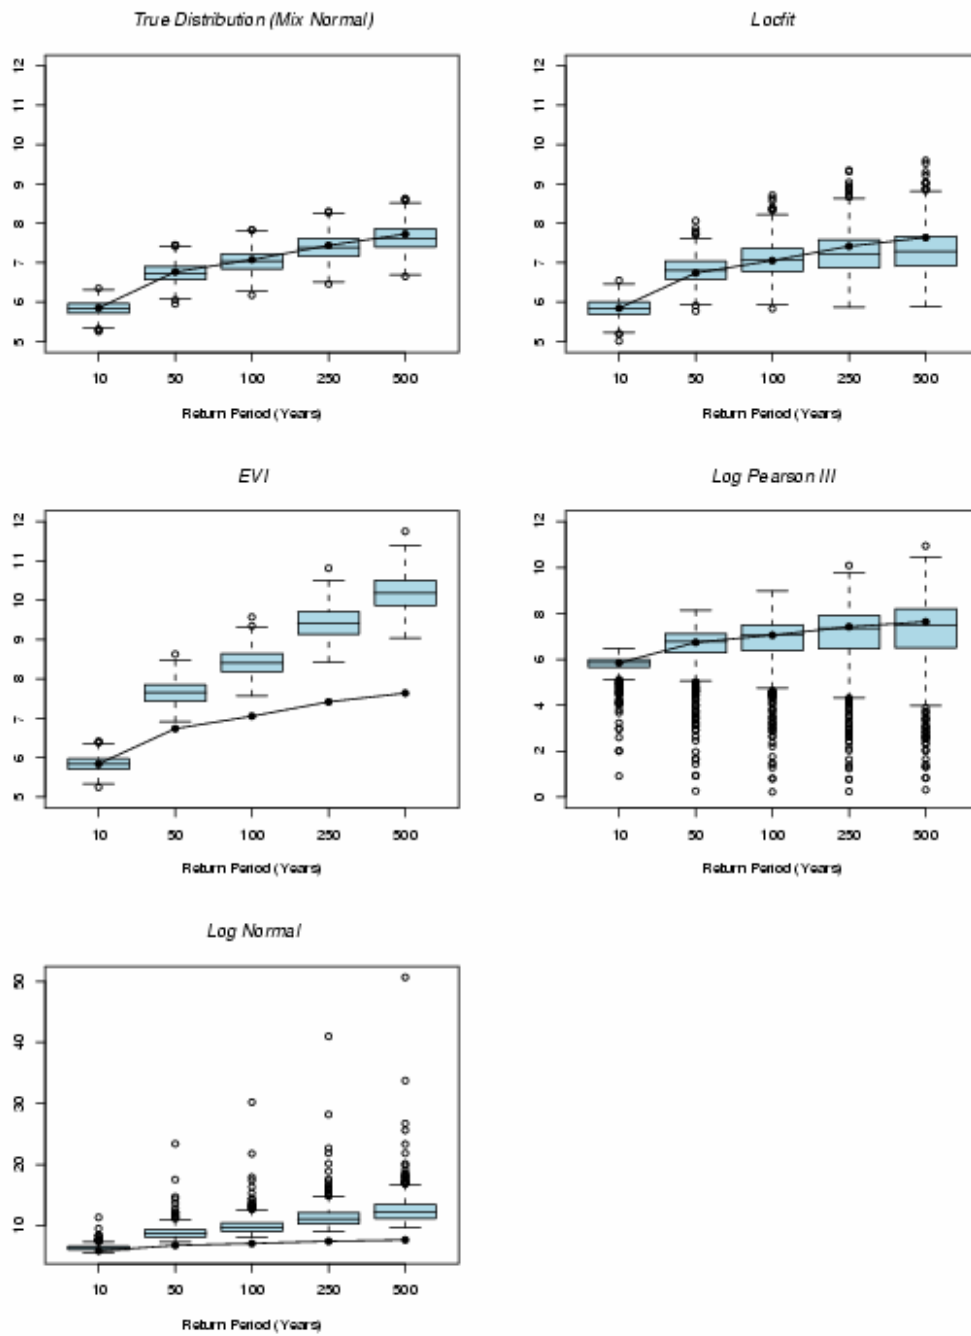 True Distribution (Mix Normal)
12
11
10
9
8
7
6
5
10 50 100 250 500
Return Period (Years)
Locfit
12
11
10
9
8
7
6
5
10 50 100 250 500
Return Period (Years)
EVI
12
11
10
9
8
7
6
5
10 50 100 250 500
Return Period (Years)
Log Pearson III
12
10
8
6
4
2
0
10 50 100 250 500
Return Period (Years)
Log Normal
50
40
30
20
10
10 50 100 250 500
Return Period (Years)